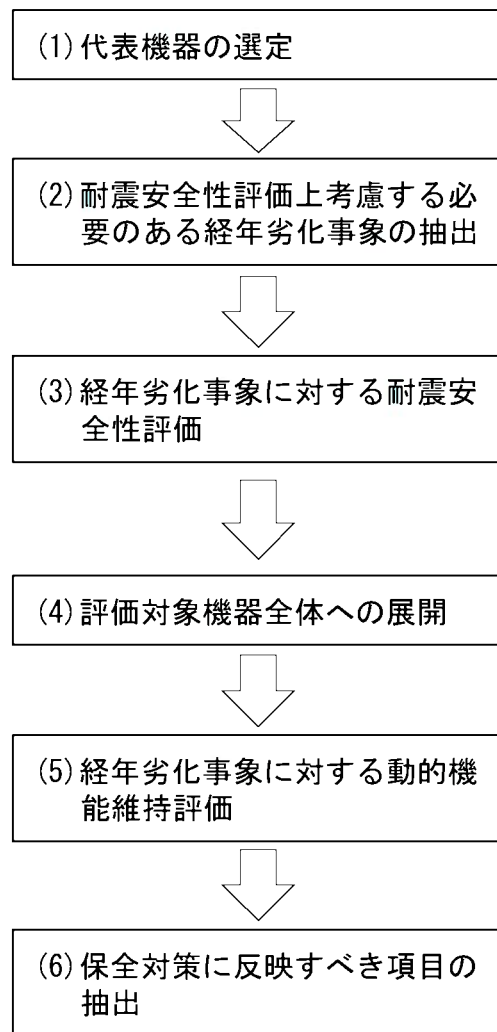 (1)代表機器の選定
(2)耐震安全性評価上考慮する必
要のある経年劣化事象の抽出
(3)経年劣化事象に対する耐震安
全性評価
(4)評価対象機器全体への展開
(5)経年劣化事象に対する動的機
能維持評価
(6)保全対策に反映すべき項目の
抽出